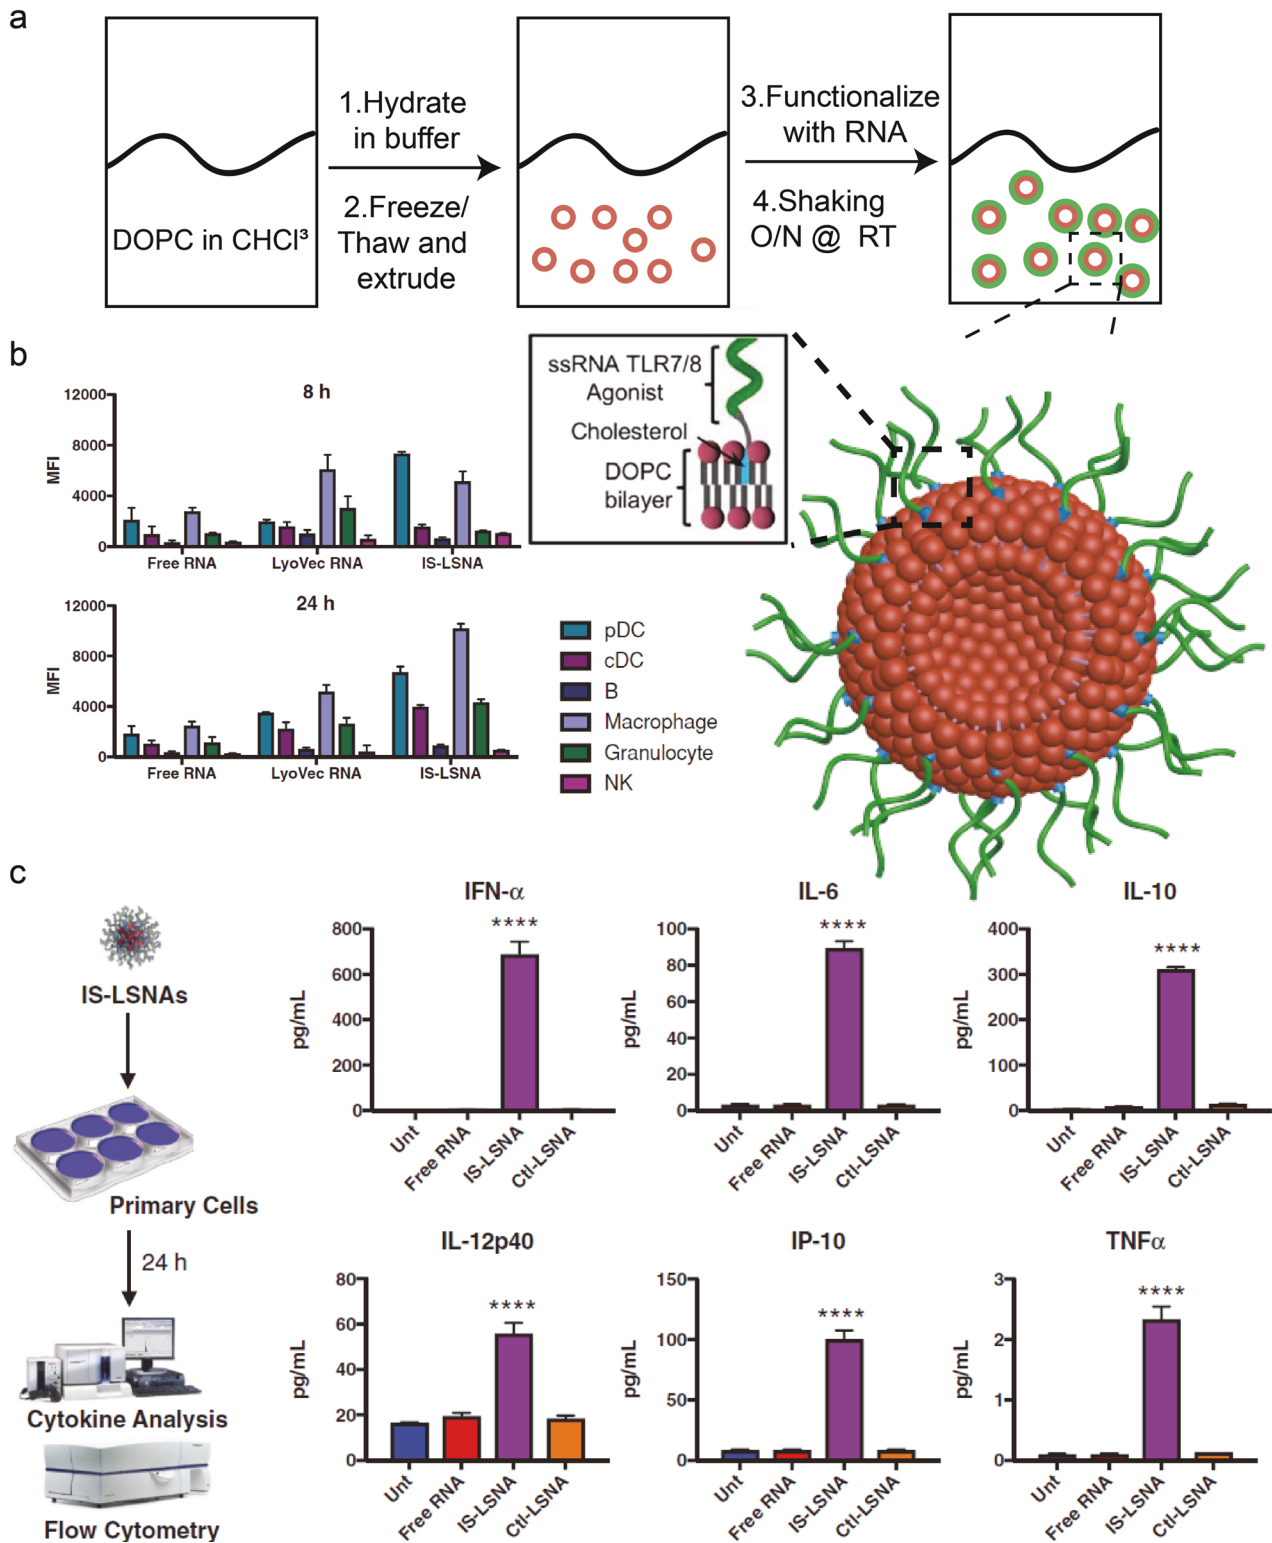 a
DOPC in CHCl³
1.Hydrate
in buffer
2.Freeze/
Thaw and
extrude
3.Functionalize
with RNA
4.Shaking
O/N @ RT
b
8 h
MFI
12000
8000
4000
0
Free RNA
LyoVec RNA
IS-LSNA
24 h
MFI
12000
8000
4000
0
Free RNA
LyoVec RNA
IS-LSNA
pDC
cDC
B
Macrophage
Granulocyte
NK
ssRNA TLR7/8
Agonist
Cholesterol
DOPC
bilayer
c
IS-LSNAs
Primary Cells
24 h
Cytokine Analysis
Flow Cytometry
IFN-α
pg/mL
800
600
400
200
0
****
Unt
Free RNA
IS-LSNA
Ctl-LSNA
IL-6
pg/mL
100
80
60
40
20
0
****
Unt
Free RNA
IS-LSNA
Ctl-LSNA
IL-10
pg/mL
400
300
200
100
0
****
Unt
Free RNA
IS-LSNA
Ctl-LSNA
IL-12p40
pg/mL
80
60
40
20
0
****
Unt
Free RNA
IS-LSNA
Ctl-LSNA
IP-10
pg/mL
150
100
50
0
****
Unt
Free RNA
IS-LSNA
Ctl-LSNA
TNFα
pg/mL
3
2
1
0
****
Unt
Free RNA
IS-LSNA
Ctl-LSNA